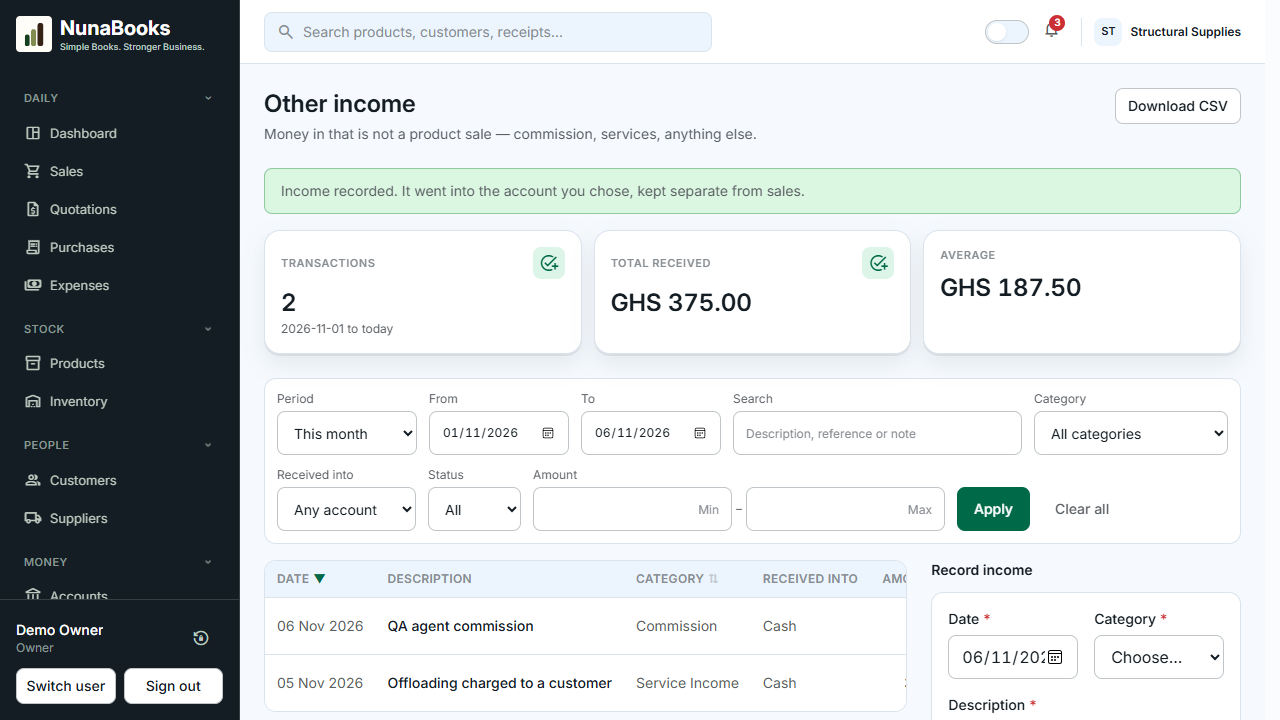 NunaBooks
Simple Books. Stronger Business.
DAILY
Dashboard
Sales
Quotations
Purchases
Expenses
STOCK
Products
Inventory
PEOPLE
Customers
Suppliers
MONEY
Accounts
Demo Owner
Owner
Switch user
Sign out
Search products, customers, receipts...
3
ST
Structural Supplies
Other income
Money in that is not a product sale — commission, services, anything else.
Download CSV
Income recorded. It went into the account you chose, kept separate from sales.
TRANSACTIONS
2
2026-11-01 to today
TOTAL RECEIVED
GHS 375.00
AVERAGE
GHS 187.50
Period From To Search Category
This month 01/11/2026 06/11/2026 Description, reference or note All categories
Received into Status Amount
Any account All Min – Max Apply Clear all
DATE ▼ DESCRIPTION CATEGORY ⇅ RECEIVED INTO
06 Nov 2026 QA agent commission Commission Cash
05 Nov 2026 Offloading charged to a customer Service Income Cash
Record income
Date * Category *
06/11/202 Choose...
Description *